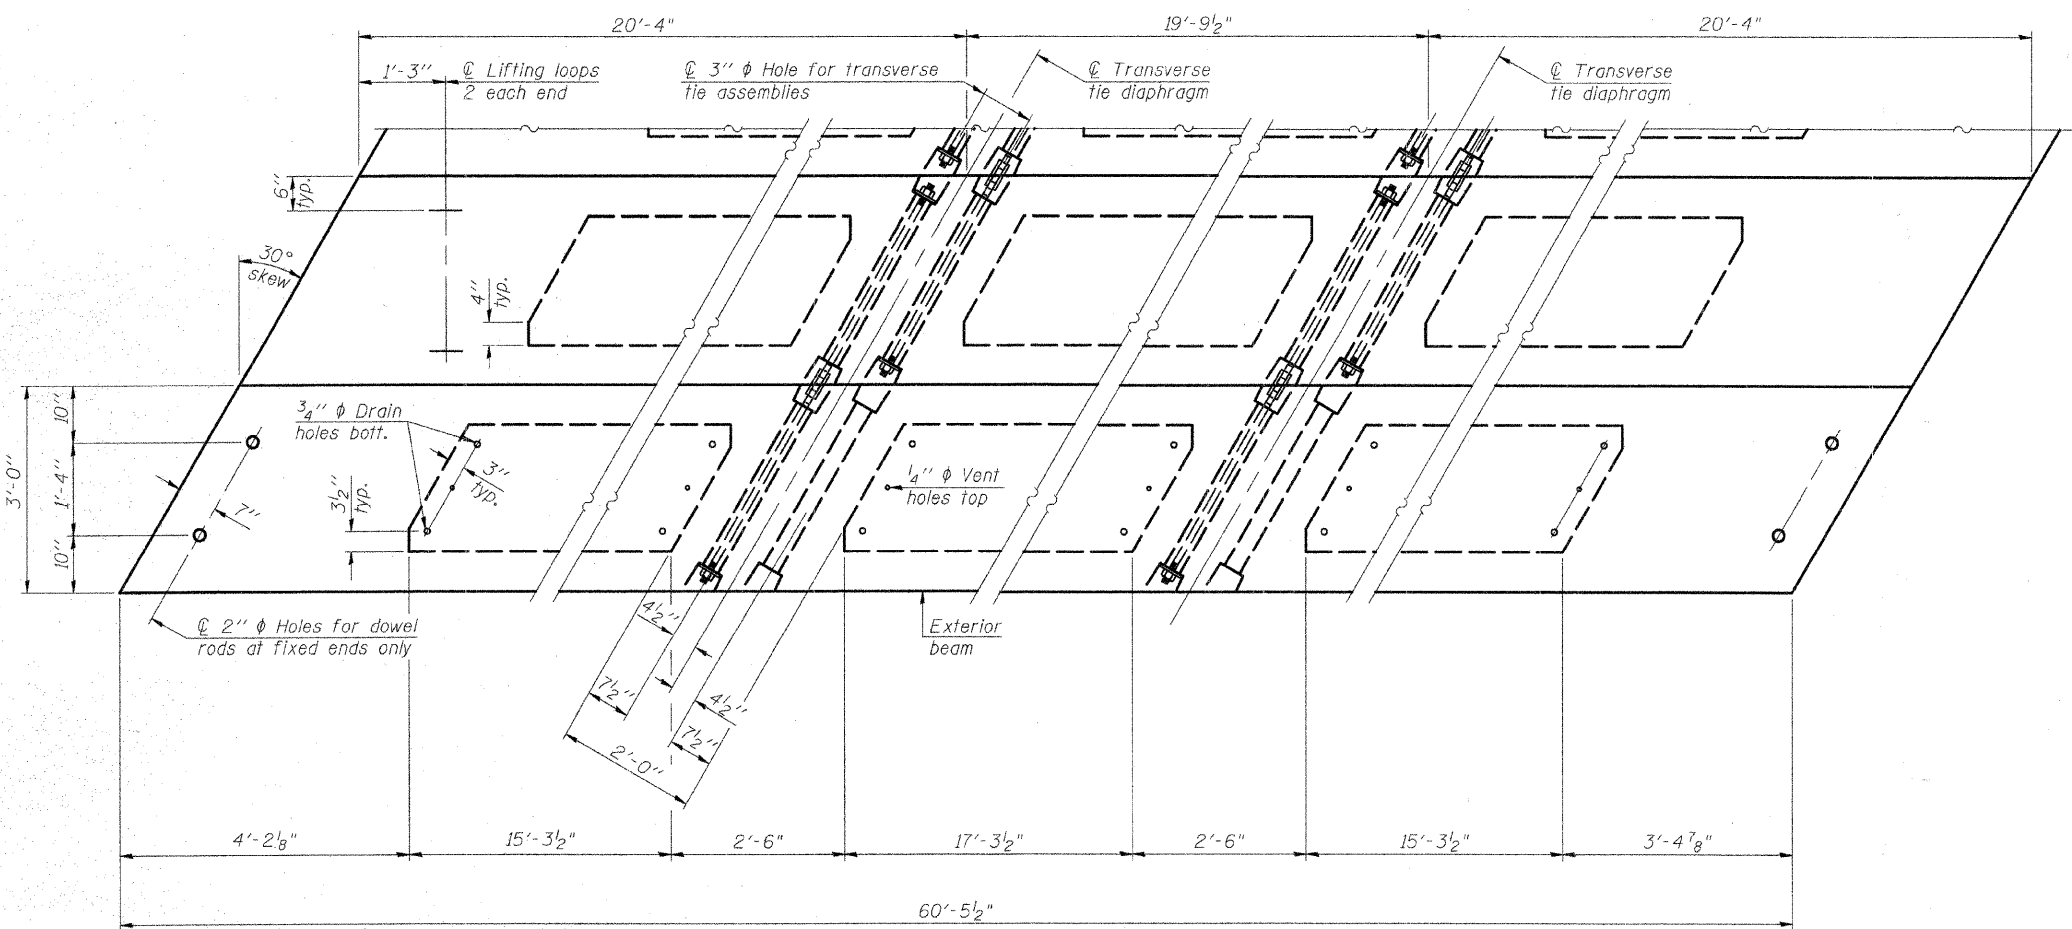 20'-4" 19'-9½" 20'-4"
1'-3" ℄ Lifting loops
2 each end
℄ 3" ϕ Hole for transverse
tie assemblies
℄ Transverse
tie diaphragm
℄ Transverse
tie diaphragm
6"
typ.
30°
skew
4"
typ.
3'-0"
10"
1'-4"
10"
¾" ϕ Drain
holes bott.
3"
typ.
3½"
typ.
7"
¼" ϕ Vent
holes top
℄ 2" ϕ Holes for dowel
rods at fixed ends only
Exterior
beam
4½"
7½"
4½"
7½"
2'-0"
4'-2⅛" 15'-3½" 2'-6" 17'-3½" 2'-6" 15'-3½" 3'-4⅞"
60'-5½"